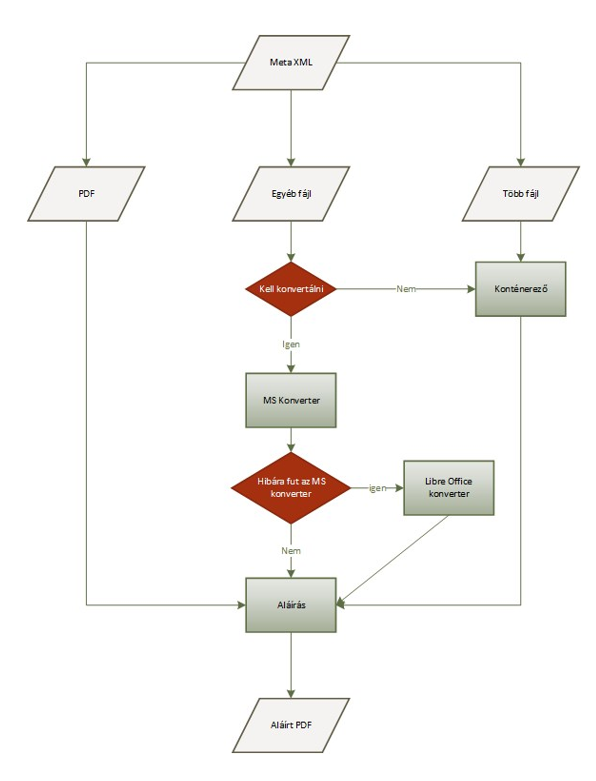 Meta XML
PDF
Egyéb fájl
Több fájl
Kell konvertálni
Nem
Konténerező
Igen
MS Konverter
Hibára fut az MS
konverter
igen
Libre Office
konverter
Nem
Aláírás
Aláírt PDF